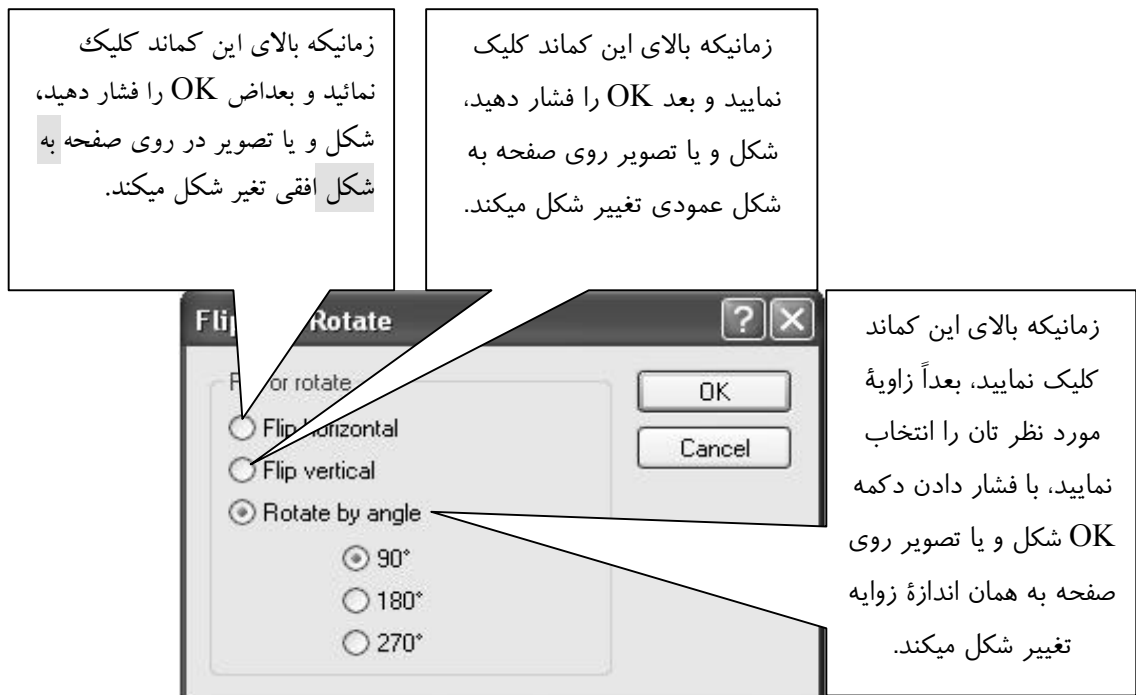 زمانیکه بالای این کماند کلیک
نمائید و بعداض OK را فشار دهید،
شکل و یا تصویر در روی صفحه به
شکل افقی تغیر شکل میکند.
زمانیکه بالای این کماند کلیک
نمایید و بعد OK را فشار دهید،
شکل و یا تصویر روی صفحه به
شکل عمودی تغییر شکل میکند.
زمانیکه بالای این کماند
کلیک نمایید، بعداً زاویهٔ
مورد نظر تان را انتخاب
نمایید، با فشار دادن دکمه
OK شکل و یا تصویر روی
صفحه به همان اندازهٔ زوایه
تغییر شکل میکند.
Rotate
or rotate
OK
Flip horizontal
Cancel
Flip vertical
Rotate by angle
90°
180°
270°